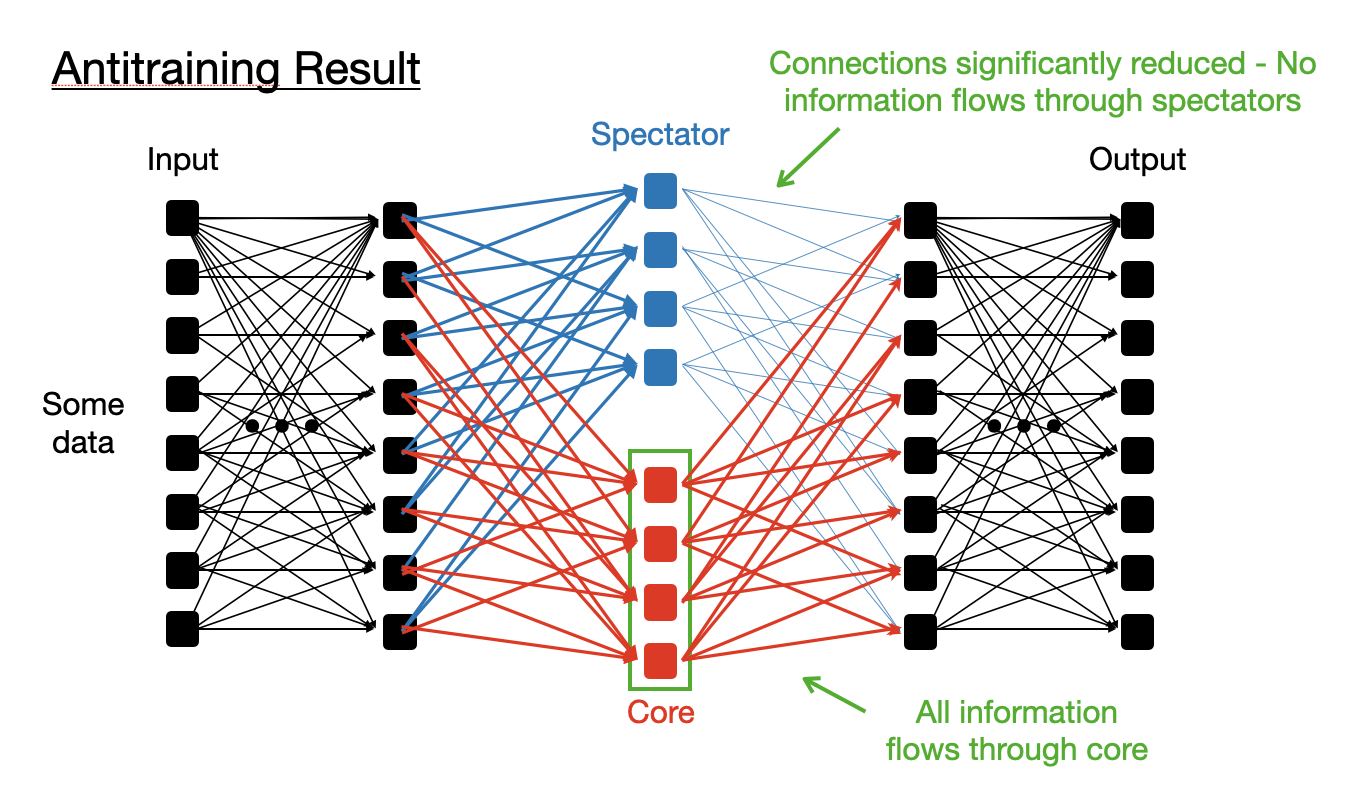 Antitraining Result
Connections significantly reduced - No
information flows through spectators
Spectator
Input
Output
Some
data
Core
All information
flows through core